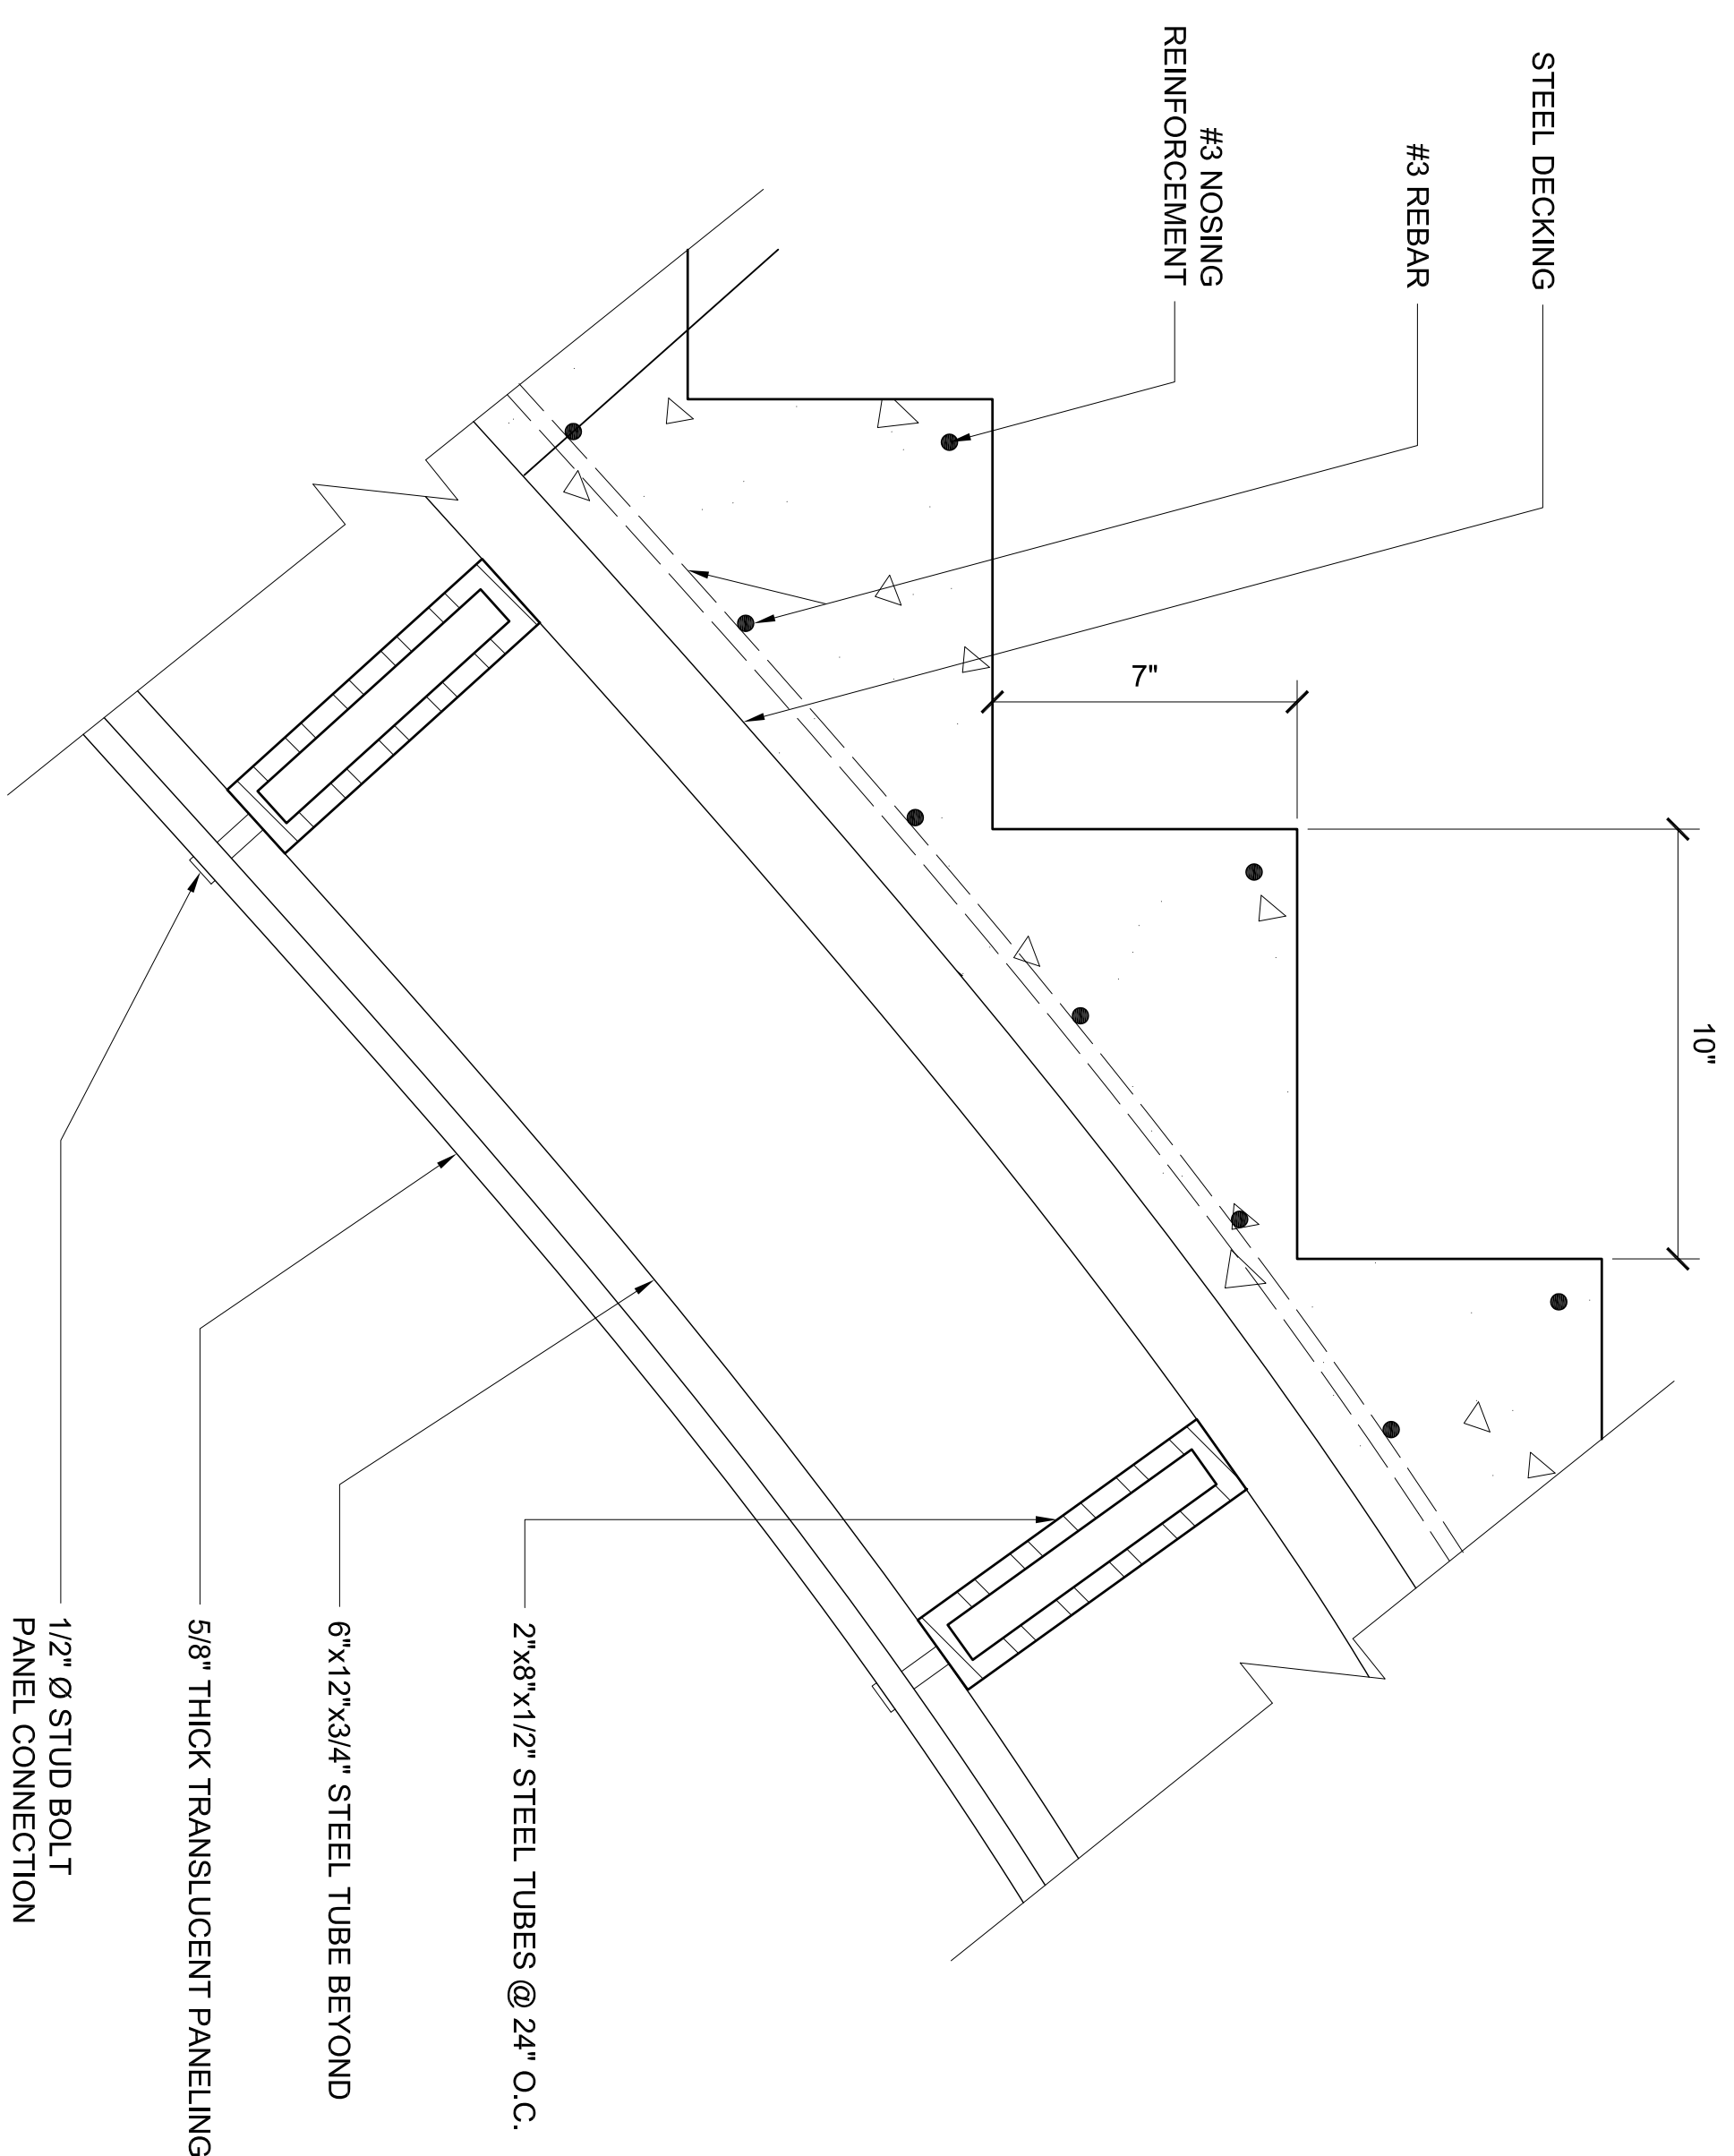 STEEL DECKING
#3 REBAR
#3 NOSING
REINFORCEMENT
7"
10"
2"x8"x1/2" STEEL TUBES @ 24" O.C.
6"x12"x3/4" STEEL TUBE BEYOND
5/8" THICK TRANSLUCENT PANELING
1/2" Ø STUD BOLT
PANEL CONNECTION